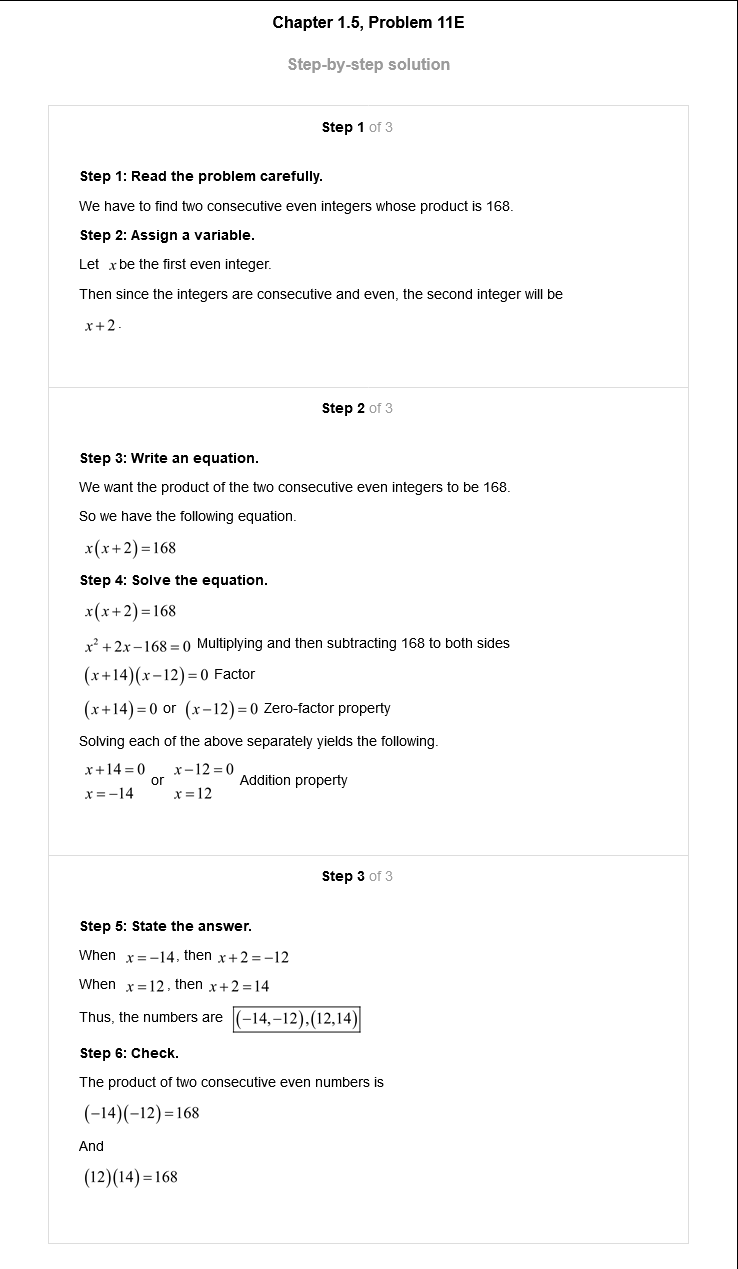 Chapter 1.5, Problem 11E
Step-by-step solution
Step 1 of 3
Step 1: Read the problem carefully.
We have to find two consecutive even integers whose product is 168.
Step 2: Assign a variable.
Let x be the first even integer.
Then since the integers are consecutive and even, the second integer will be
x+2.
Step 2 of 3
Step 3: Write an equation.
We want the product of the two consecutive even integers to be 168.
So we have the following equation.
x(x+2)=168
Step 4: Solve the equation.
x(x+2)=168
x²+2x−168=0 Multiplying and then subtracting 168 to both sides
(x+14)(x−12)=0 Factor
(x+14)=0 or (x−12)=0 Zero-factor property
Solving each of the above separately yields the following.
x+14=0 or x−12=0 Addition property
x=−14 x=12
Step 3 of 3
Step 5: State the answer.
When x=−14, then x+2=−12
When x=12, then x+2=14
Thus, the numbers are (−14,−12),(12,14)
Step 6: Check.
The product of two consecutive even numbers is
(−14)(−12)=168
And
(12)(14)=168